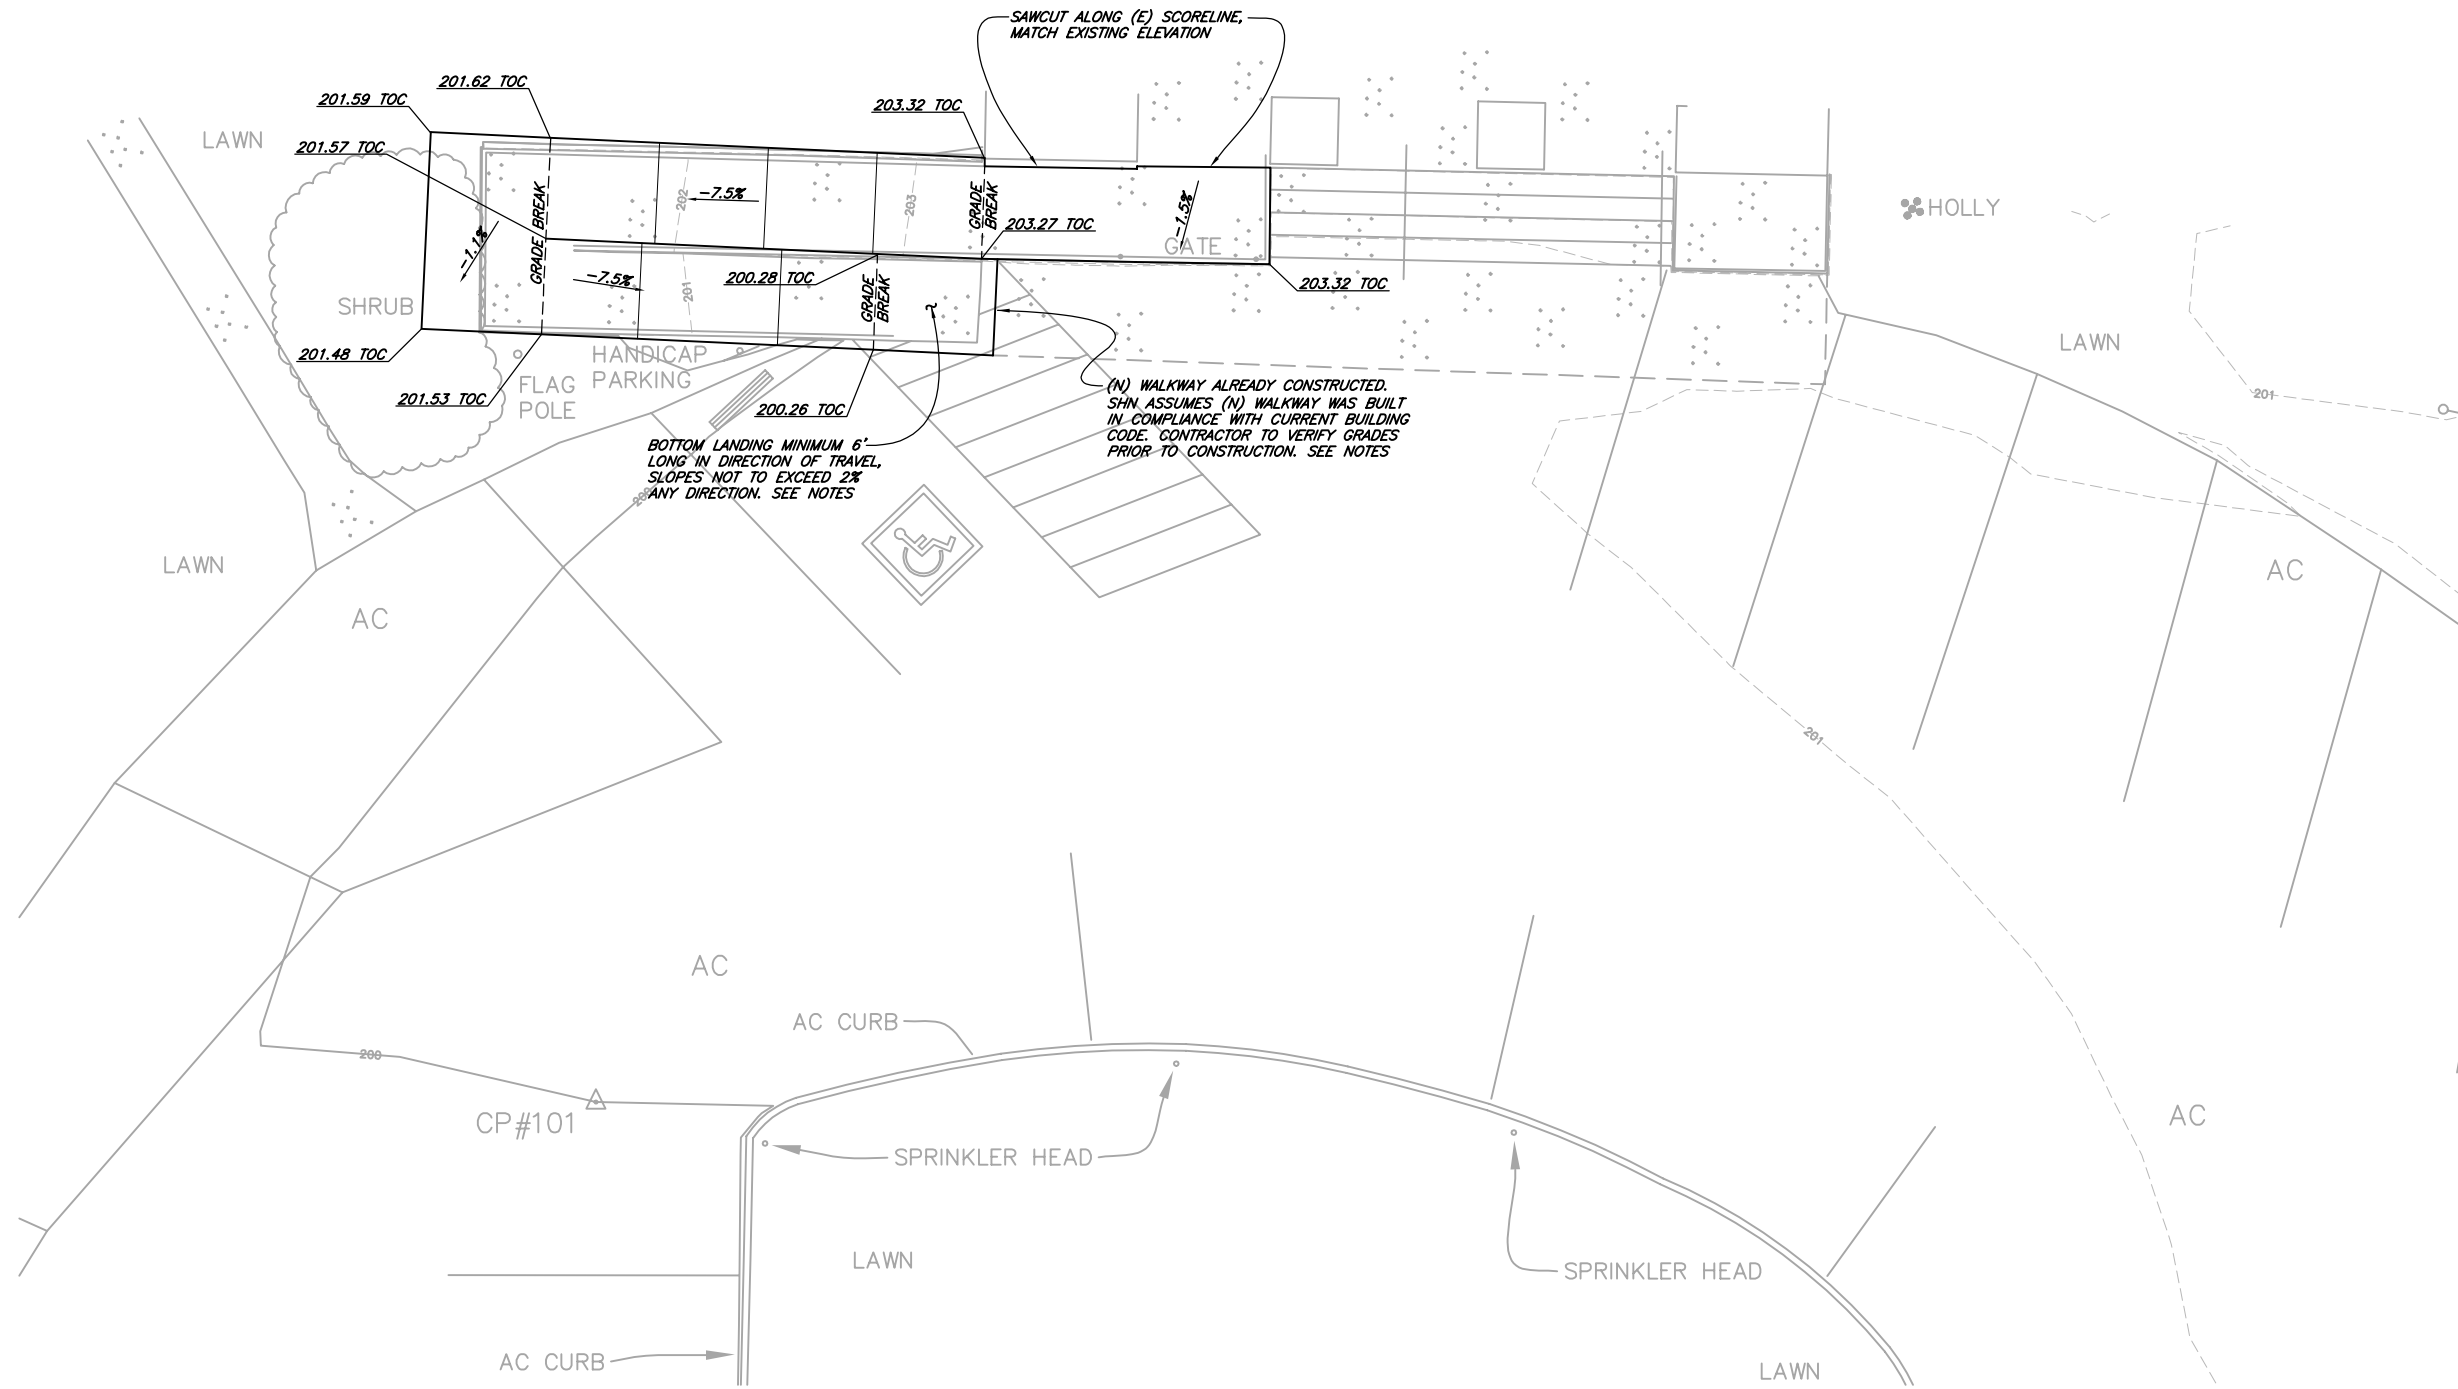 SAWCUT ALONG (E) SCORELINE,
MATCH EXISTING ELEVATION
201.62 TOC
201.59 TOC
203.32 TOC
LAWN
201.57 TOC
GRADE BREAK
-7.5%
202
203
GRADE
BREAK
-1.5%
HOLLY
203.27 TOC
GATE
-1.1%
-7.5%
201
200.28 TOC
GRADE
BREAK
203.32 TOC
SHRUB
201.48 TOC
HANDICAP
PARKING
FLAG
POLE
201.53 TOC
200.26 TOC
LAWN
201
(N) WALKWAY ALREADY CONSTRUCTED.
SHN ASSUMES (N) WALKWAY WAS BUILT
IN COMPLIANCE WITH CURRENT BUILDING
CODE. CONTRACTOR TO VERIFY GRADES
PRIOR TO CONSTRUCTION. SEE NOTES
BOTTOM LANDING MINIMUM 6'
LONG IN DIRECTION OF TRAVEL,
SLOPES NOT TO EXCEED 2%
ANY DIRECTION. SEE NOTES
200
LAWN
AC
AC
201
AC
AC CURB
200
CP#101
SPRINKLER HEAD
AC
LAWN
SPRINKLER HEAD
AC CURB
LAWN